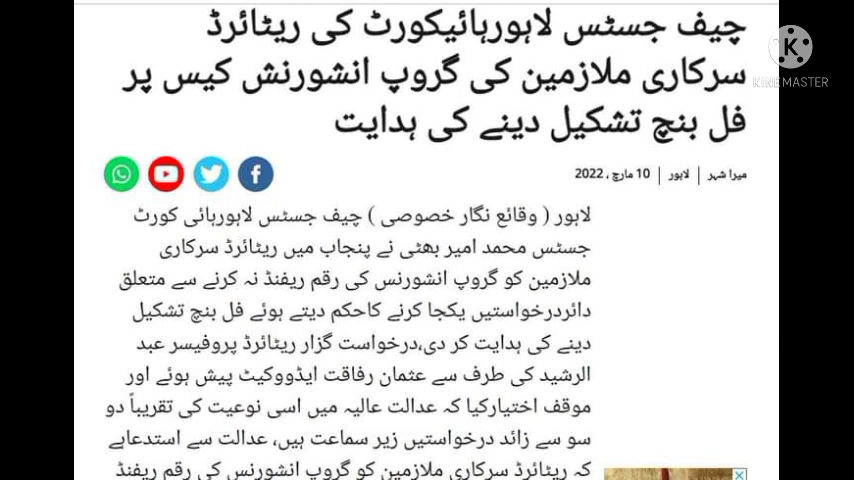 چیف جسٹس لاہورہائیکورٹ کی ریٹائرڈ
سرکاری ملازمین کی گروپ انشورنش کیس پر
فل بنچ تشکیل دینے کی ہدایت
KINEMASTER
میرا شہر | لاہور | 10 مارچ ، 2022
لاہور ( وقائع نگار خصوصی ) چیف جسٹس لاہورہائی کورٹ
جسٹس محمد امیر بھٹی نے پنجاب میں ریٹائرڈ سرکاری
ملازمین کو گروپ انشورنس کی رقم ریفنڈ نہ کرنے سے متعلق
دائردرخواستیں یکجا کرنے کاحکم دیتے ہوئے فل بنچ تشکیل
دینے کی ہدایت کر دی،درخواست گزار ریٹائرڈ پروفیسر عبد
الرشید کی طرف سے عثمان رفاقت ایڈووکیٹ پیش ہوئے اور
موقف اختیارکیا کہ عدالت عالیہ میں اسی نوعیت کی تقریباً دو
سو سے زائد درخواستیں زیر سماعت ہیں، عدالت سے استدعاہے
کہ ریٹائرڈ سرکاری ملازمین کو گروپ انشورنس کی رقم ریفنڈ